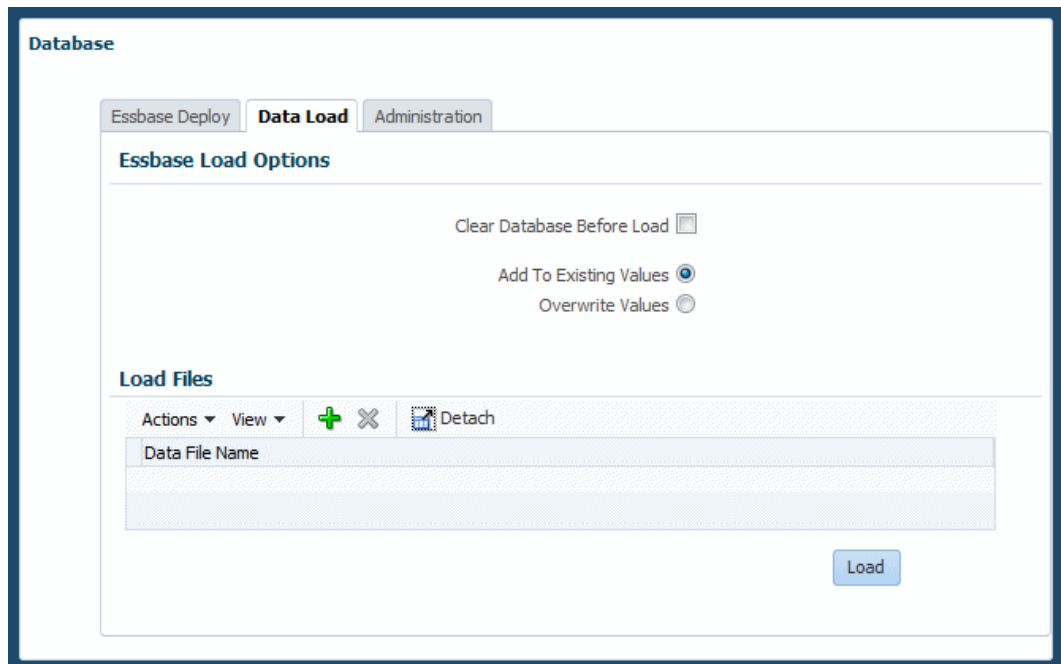 Database
Essbase Deploy Data Load Administration
Essbase Load Options
Clear Database Before Load
Add To Existing Values
Overwrite Values
Load Files
Actions View Detach
Data File Name
Load